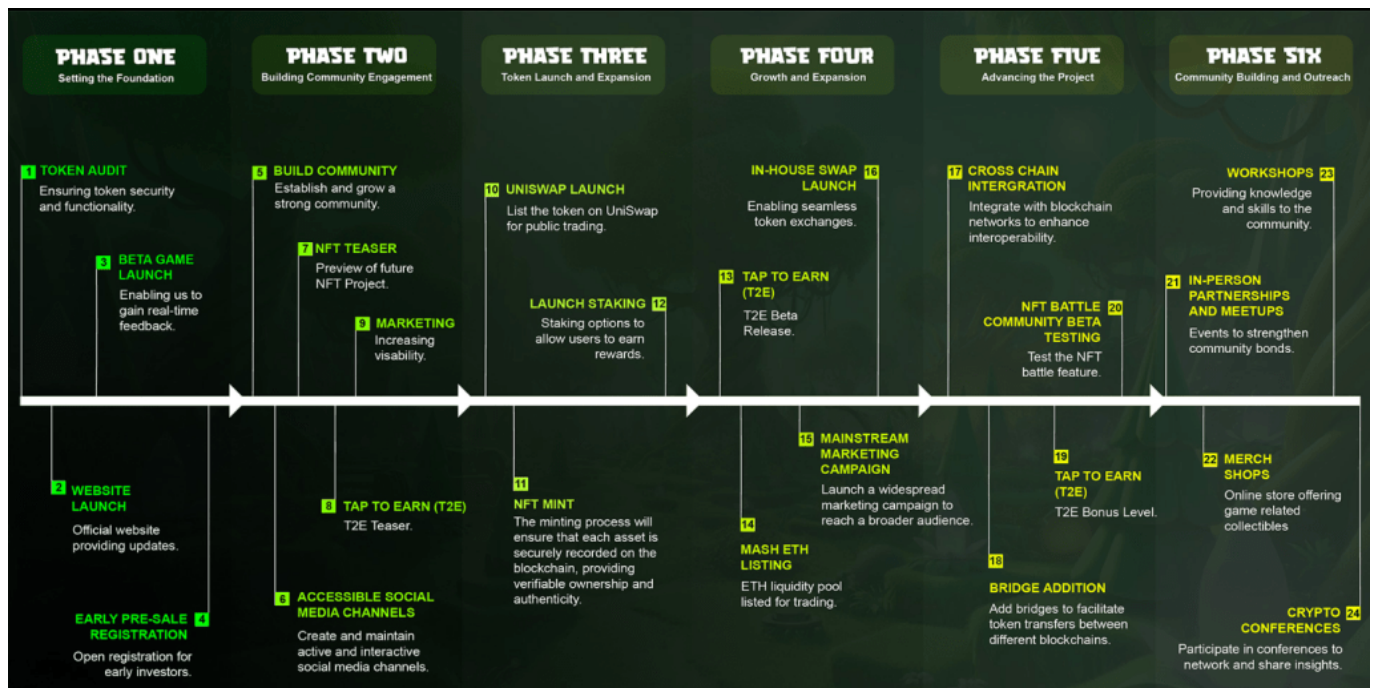 PHASE ONE
Setting the Foundation
PHASE TWO
Building Community Engagement
PHASE THREE
Token Launch and Expansion
PHASE FOUR
Growth and Expansion
PHASE FIVE
Advancing the Project
PHASE SIX
Community Building and Outreach
1 TOKEN AUDIT
Ensuring token security
and functionality.
3 BETA GAME
LAUNCH
Enabling us to
gain real-time
feedback.
2 WEBSITE
LAUNCH
Official website
providing updates.
EARLY PRE-SALE 4
REGISTRATION
Open registration for
early investors.
5 BUILD COMMUNITY
Establish and grow a
strong community.
7 NFT TEASER
Preview of future
NFT Project.
9 MARKETING
Increasing
visability.
8 TAP TO EARN (T2E)
T2E Teaser.
6 ACCESSIBLE SOCIAL
MEDIA CHANNELS
Create and maintain
active and interactive
social media channels.
10 UNISWAP LAUNCH
List the token on UniSwap
for public trading.
LAUNCH STAKING 12
Staking options to
allow users to earn
rewards.
11
NFT MINT
The minting process will
ensure that each asset is
securely recorded on the
blockchain, providing
verifiable ownership and
authenticity.
IN-HOUSE SWAP 16
LAUNCH
Enabling seamless
token exchanges.
13 TAP TO EARN
(T2E)
T2E Beta
Release.
15 MAINSTREAM
MARKETING
CAMPAIGN
Launch a widespread
marketing campaign to
reach a broader audience.
14
MASH ETH
LISTING
ETH liquidity pool
listed for trading.
17 CROSS CHAIN
INTERGRATION
Integrate with blockchain
networks to enhance
interoperability.
NFT BATTLE 20
COMMUNITY BETA
TESTING
Test the NFT
battle feature.
19
TAP TO EARN
(T2E)
T2E Bonus Level.
18
BRIDGE ADDITION
Add bridges to facilitate
token transfers between
different blockchains.
WORKSHOPS 23
Providing knowledge
and skills to the
community.
21 IN-PERSON
PARTNERSHIPS
AND MEETUPS
Events to strengthen
community bonds.
22 MERCH
SHOPS
Online store offering
game related
collectibles
CRYPTO 24
CONFERENCES
Participate in conferences to
network and share insights.